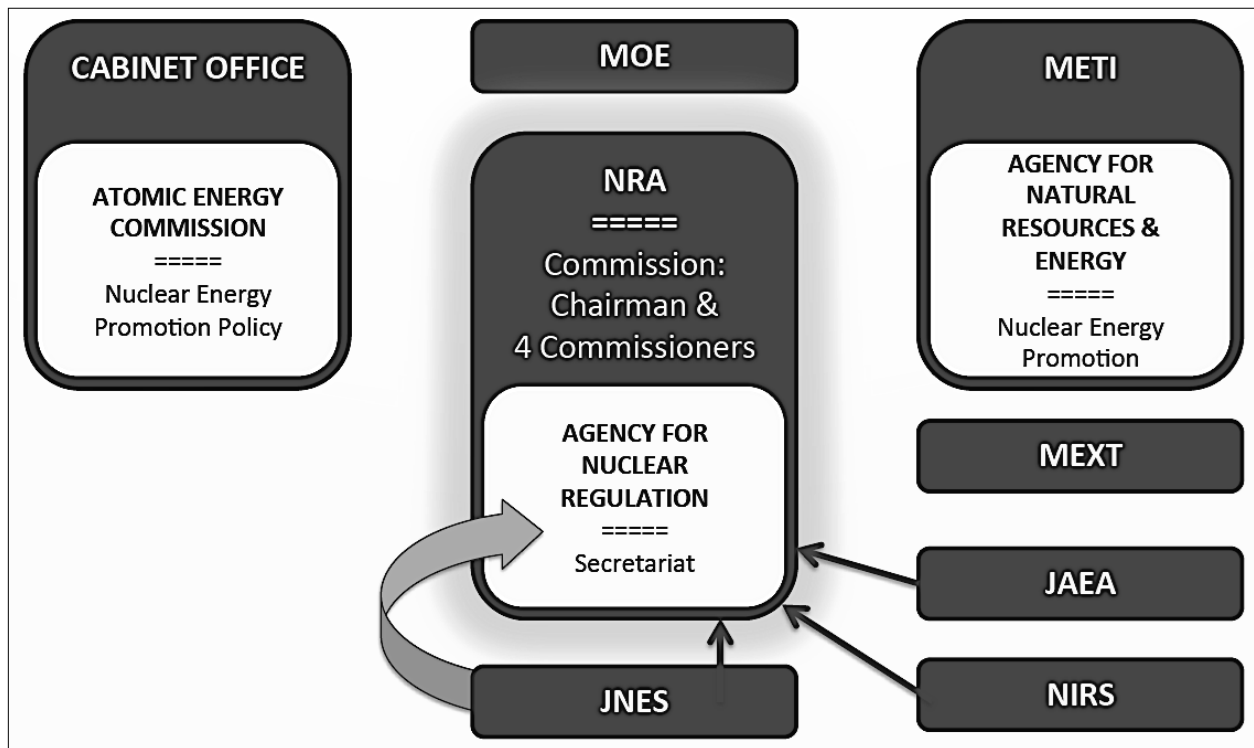 CABINET OFFICE
ATOMIC ENERGY
COMMISSION
=====
Nuclear Energy
Promotion Policy
MOE
NRA
=====
Commission:
Chairman &
4 Commissioners
AGENCY FOR
NUCLEAR
REGULATION
=====
Secretariat
JNES
METI
AGENCY FOR
NATURAL
RESOURCES &
ENERGY
=====
Nuclear Energy
Promotion
MEXT
JAEA
NIRS